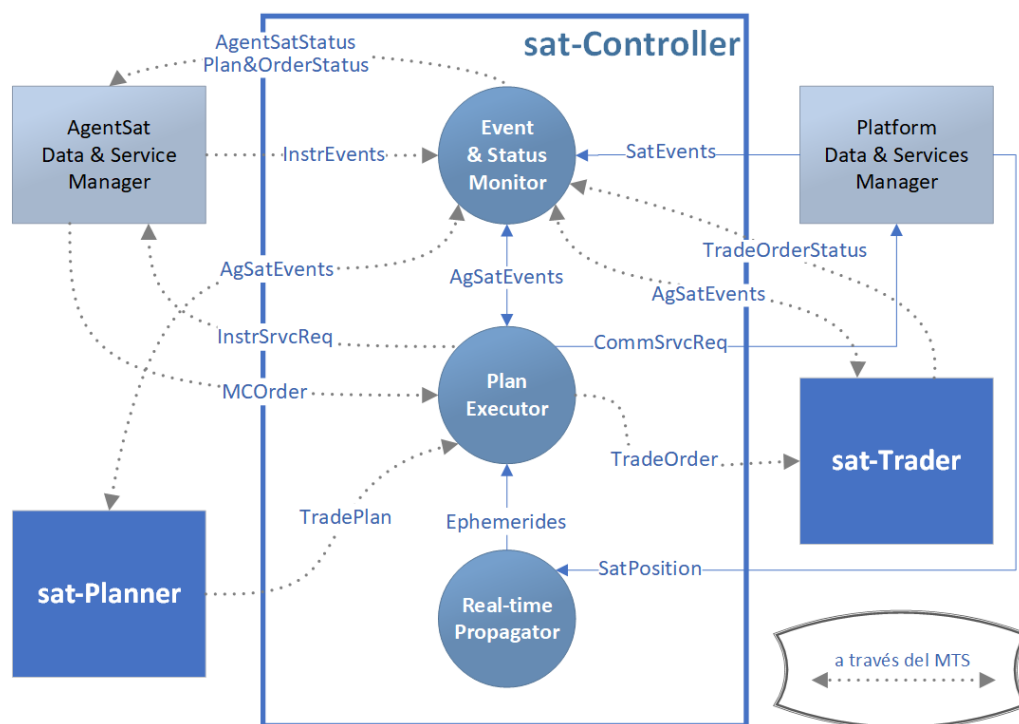 sat-Controller
AgentSatStatus
Plan&OrderStatus
AgentSat
Data & Service
Manager
InstrEvents
Event
& Status
Monitor
SatEvents
Platform
Data & Services
Manager
TradeOrderStatus
AgSatEvents
AgSatEvents
AgSatEvents
InstrSrvcReq
CommSrvcReq
MCOrder
Plan
Executor
TradeOrder
sat-Trader
TradePlan
Ephemerides
sat-Planner
SatPosition
Real-time
Propagator
a través del MTS